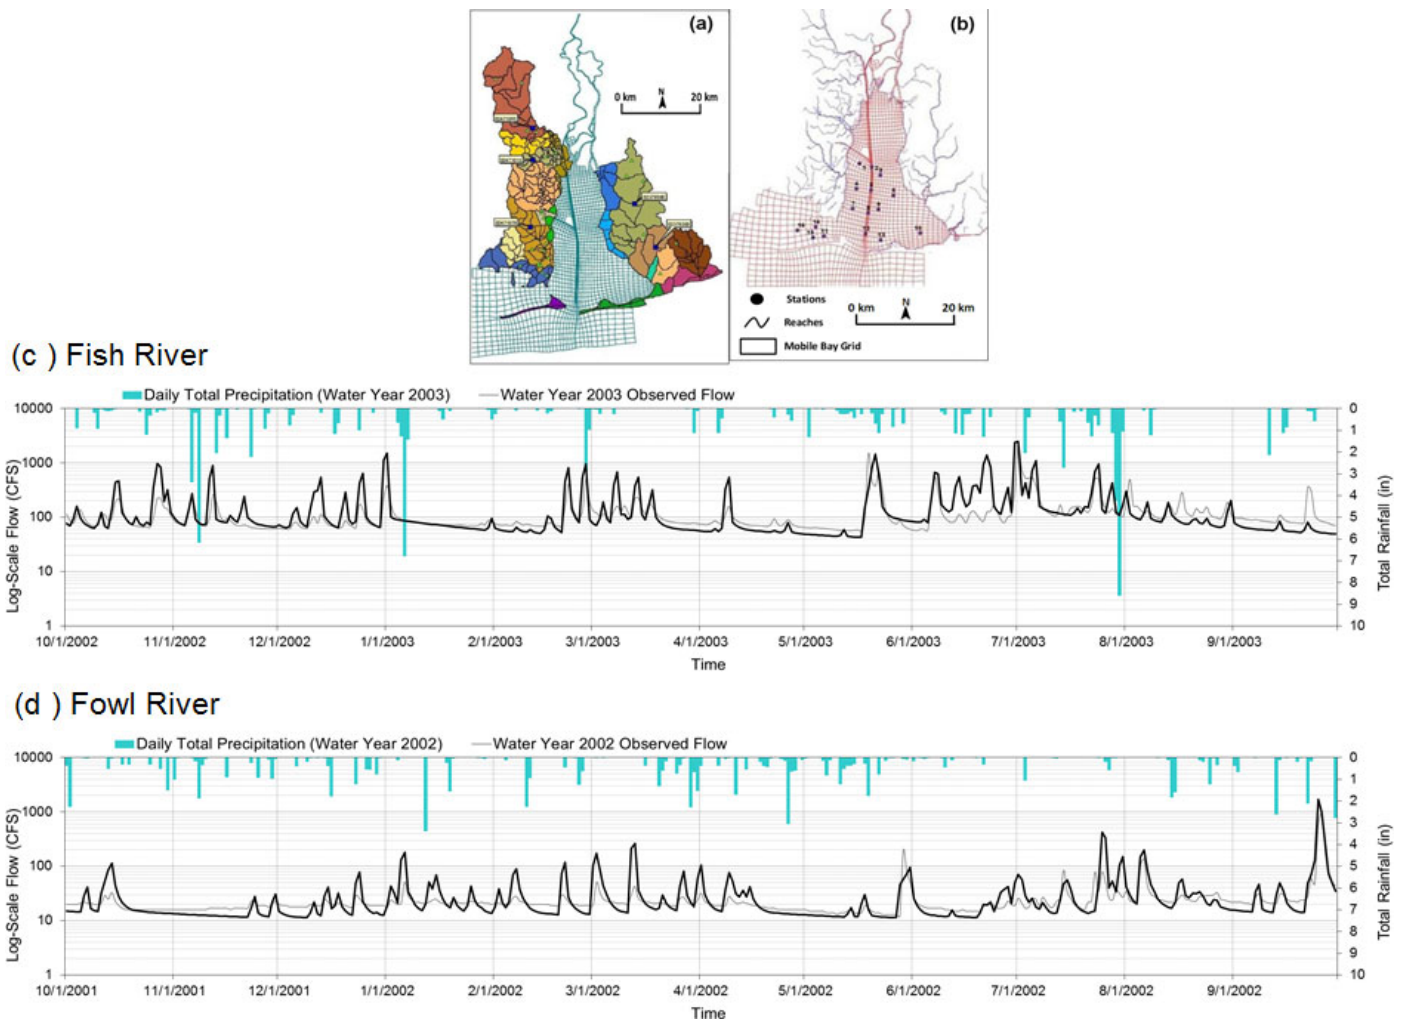 (a)
N
0 km 20 km
(b)
Stations
Reaches
Mobile Bay Grid
N
0 km 20 km
(c ) Fish River
Daily Total Precipitation (Water Year 2003) Water Year 2003 Observed Flow
Log-Scale Flow (CFS)
10000
1000
100
10
1
Total Rainfall (in)
0
1
2
3
4
5
6
7
8
9
10
10/1/2002 11/1/2002 12/1/2002 1/1/2003 2/1/2003 3/1/2003 4/1/2003 5/1/2003 6/1/2003 7/1/2003 8/1/2003 9/1/2003
Time
(d ) Fowl River
Daily Total Precipitation (Water Year 2002) Water Year 2002 Observed Flow
Log-Scale Flow (CFS)
10000
1000
100
10
1
Total Rainfall (in)
0
1
2
3
4
5
6
7
8
9
10
10/1/2001 11/1/2001 12/1/2001 1/1/2002 2/1/2002 3/1/2002 4/1/2002 5/1/2002 6/1/2002 7/1/2002 8/1/2002 9/1/2002
Time